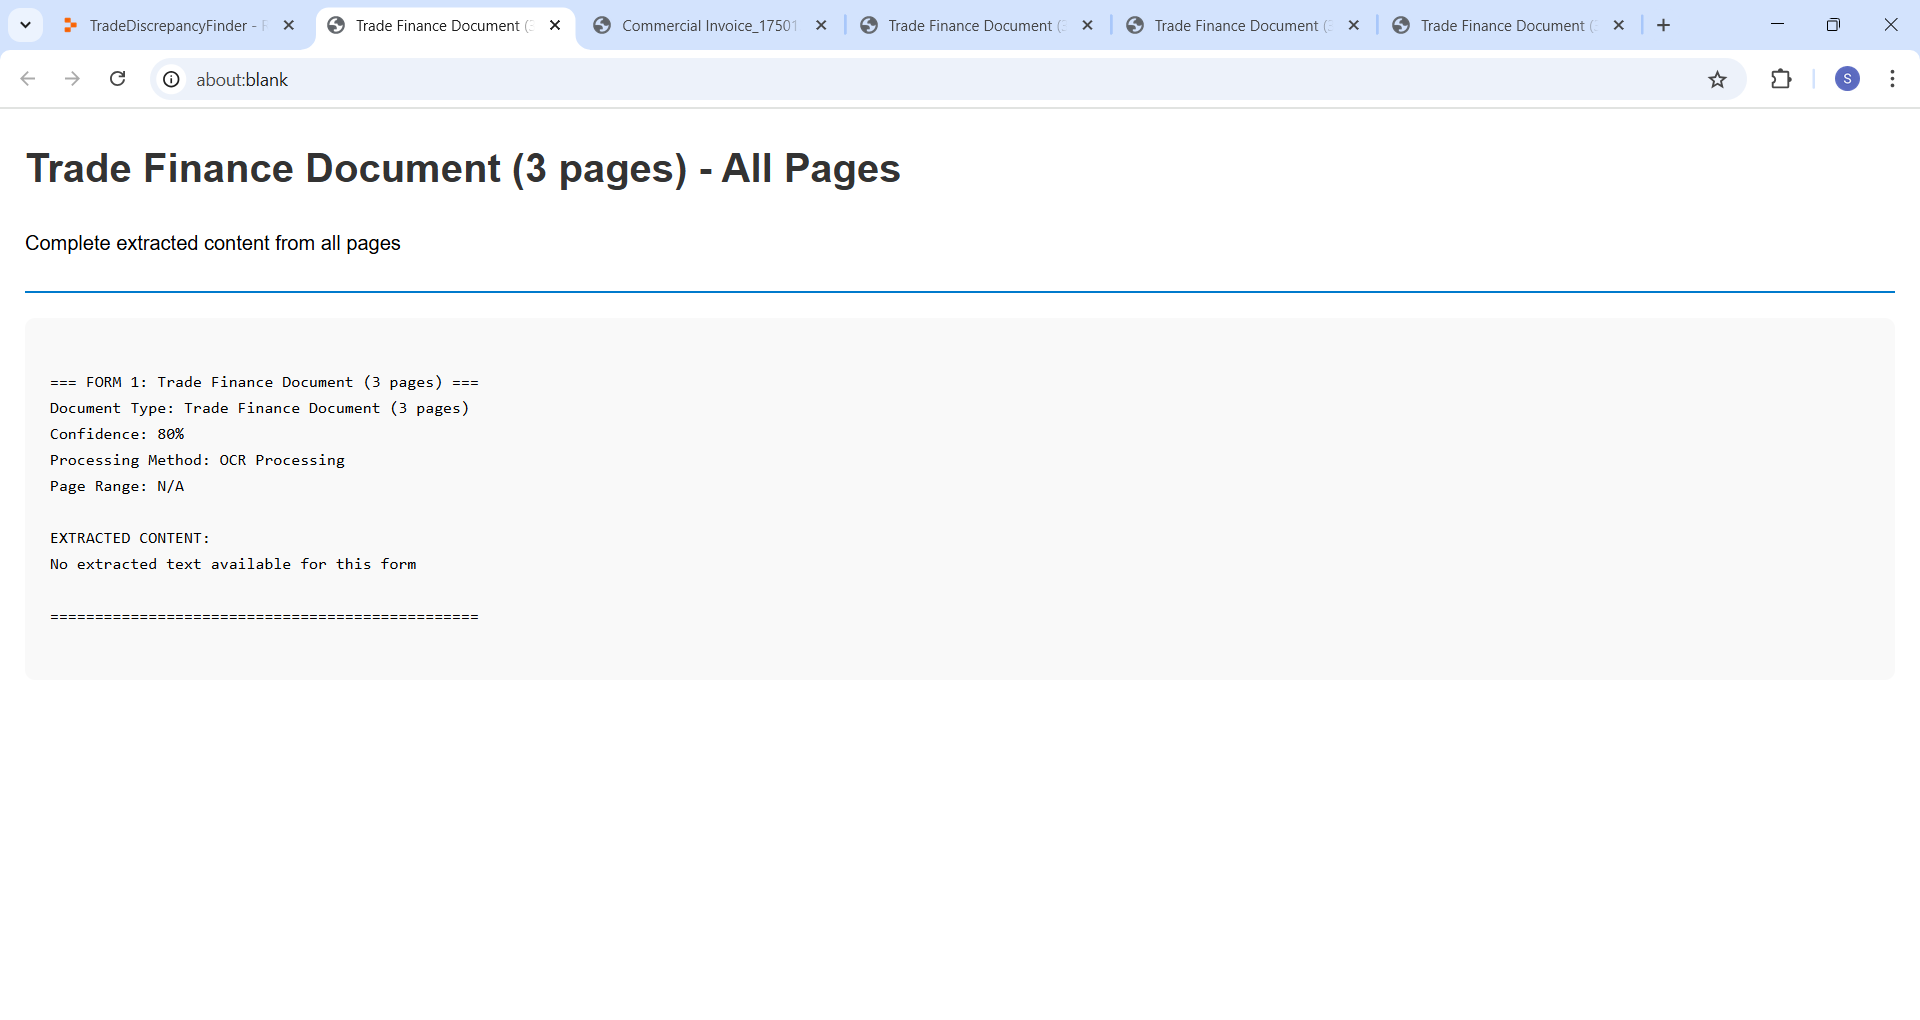 TradeDiscrepancyFinder -
Trade Finance Document (3
Commercial Invoice_17501
Trade Finance Document (3
Trade Finance Document (3
Trade Finance Document (3
about:blank
S
Trade Finance Document (3 pages) - All Pages
Complete extracted content from all pages
=== FORM 1: Trade Finance Document (3 pages) ===
Document Type: Trade Finance Document (3 pages)
Confidence: 80%
Processing Method: OCR Processing
Page Range: N/A
EXTRACTED CONTENT:
No extracted text available for this form
================================================